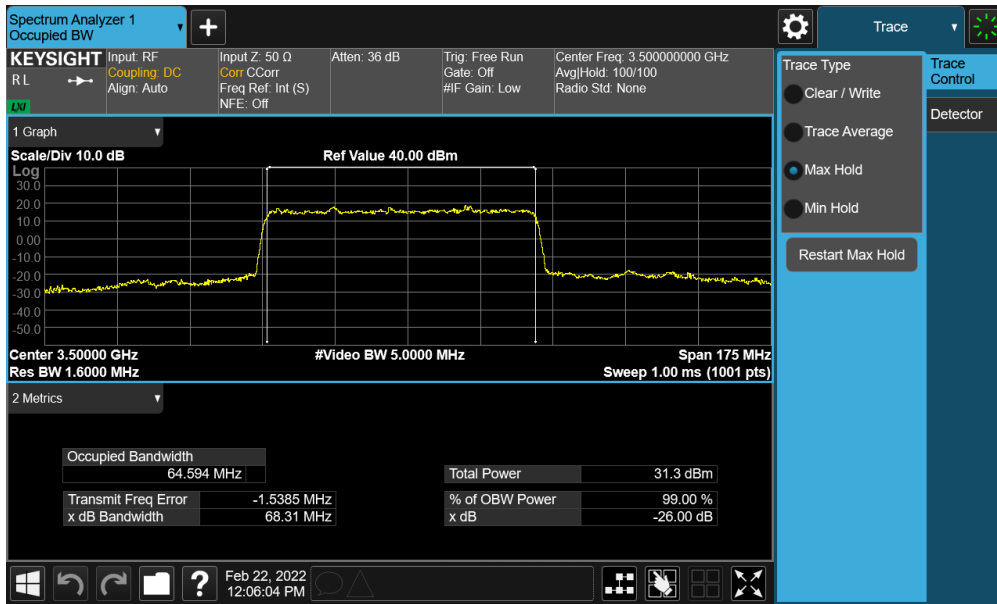 Spectrum Analyzer 1
Occupied BW
Trace
KEYSIGHT
R L
LXI
Input: RF
Coupling: DC
Align: Auto
Input Z: 50 Ω
Corr CCorr
Freq Ref: Int (S)
NFE: Off
Atten: 36 dB
Trig: Free Run
Gate: Off
#IF Gain: Low
Center Freq: 3.500000000 GHz
Avg|Hold: 100/100
Radio Std: None
Trace Type
Clear / Write
Trace Average
Max Hold
Min Hold
Restart Max Hold
Trace
Control
Detector
1 Graph
Scale/Div 10.0 dB
Ref Value 40.00 dBm
Log
30.0
20.0
10.0
0.00
-10.0
-20.0
-30.0
-40.0
-50.0
Center 3.50000 GHz
#Video BW 5.0000 MHz
Span 175 MHz
Res BW 1.6000 MHz
Sweep 1.00 ms (1001 pts)
2 Metrics
Occupied Bandwidth
64.594 MHz
Total Power 31.3 dBm
Transmit Freq Error -1.5385 MHz
% of OBW Power 99.00 %
x dB Bandwidth 68.31 MHz
x dB -26.00 dB
?
Feb 22, 2022
12:06:04 PM